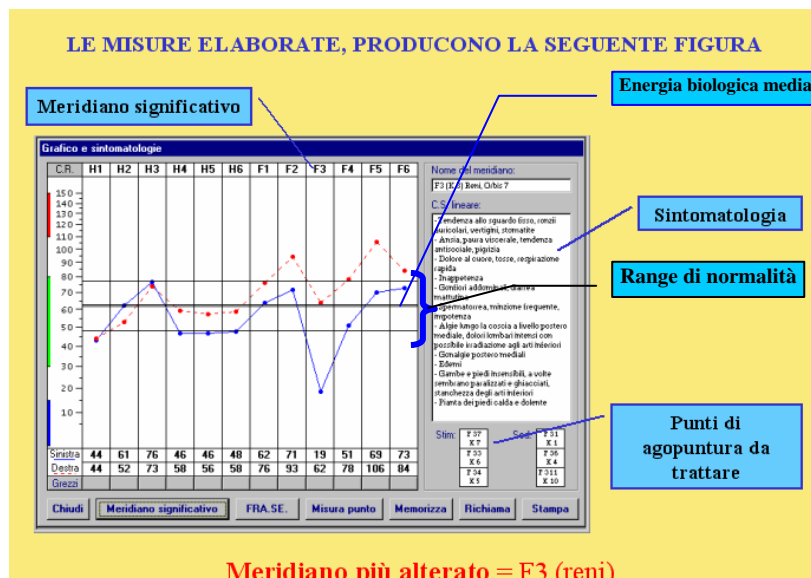 LE MISURE ELABORATE, PRODUCONO LA SEGUENTE FIGURA
Energia biologica media
Meridiano significativo
Grafico e sintomatologie
C.R. H1 H2 H3 H4 H5 H6 F1 F2 F3 F4 F5 F6
150
140
130
120
110
100
90
80
70
60
50
40
30
20
10
Sinistra 44 61 76 46 46 48 62 71 19 51 69 73
Destra 44 52 73 58 56 58 76 93 62 78 106 84
Grezzi
Nome del meridiano:
F3 (K 8) Reni, Orbis 7
C.S. lineare:
- Tendenza allo sguardo fisso, ronzii
auricolari, vertigini, stomatite
- Ansia, paura viscerale, tendenza
antisociale, pigrizia
- Dolore al cuore, tosse, respirazione
rapida
- Inappetenza
- Gonfiori addominali, diarrea
mattutina
- Spermatorrea, minzione frequente,
impotenza
- Algie lungo la coscia a livello postero
mediale, dolori lombari intensi con
possibile irradiazione agli arti inferiori
- Gonalgie postero mediali
- Edemi
- Gambe e piedi insensibili, a volte
sembrano paralizzati e ghiacciati,
stanchezza degli arti inferiori
- Pianta dei piedi calda e dolente
Sintomatologia
Range di normalità
Stim:
F 37
K 7
F 33
K 6
F 34
K 5
Sed:
F 31
K 1
F 36
K 4
F 311
K 10
Punti di
agopuntura da
trattare
Chiudi Meridiano significativo FRA.SE. Misura punto Memorizza Richiama Stampa
Meridiano più alterato = F3 (reni)